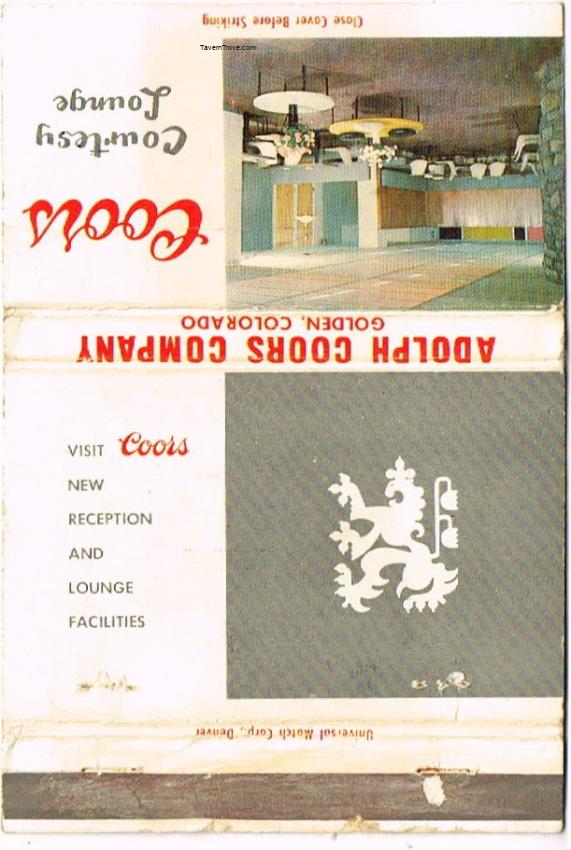 Close Cover Before Striking
TavernTrove.com
Coors
Courtesy
Lounge
ADOLPH COORS COMPANY
GOLDEN, COLORADO
VISIT Coors
NEW
RECEPTION
AND
LOUNGE
FACILITIES
Universal Match Corp., Denver